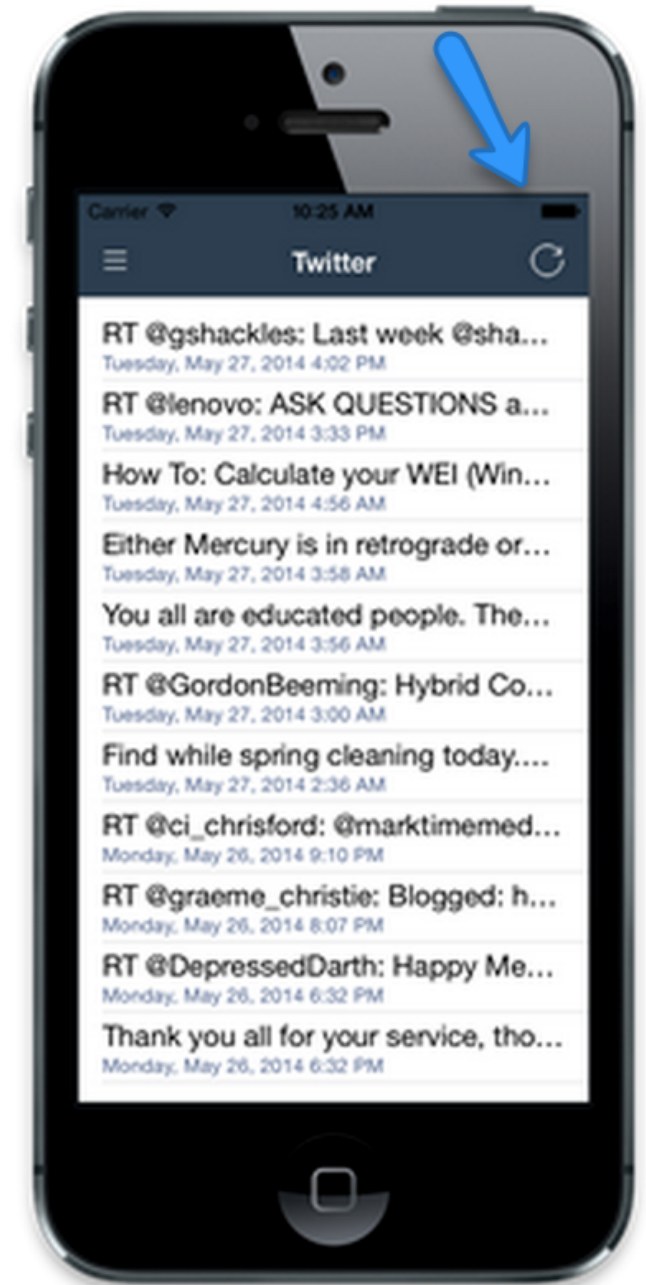 Carrier
10:25 AM
Twitter
RT @gshackles: Last week @sha...
Tuesday, May 27, 2014 4:02 PM
RT @lenovo: ASK QUESTIONS a...
Tuesday, May 27, 2014 3:33 PM
How To: Calculate your WEI (Win...
Tuesday, May 27, 2014 4:56 AM
Either Mercury is in retrograde or...
Tuesday, May 27, 2014 3:58 AM
You all are educated people. The...
Tuesday, May 27, 2014 3:56 AM
RT @GordonBeeming: Hybrid Co...
Tuesday, May 27, 2014 3:00 AM
Find while spring cleaning today....
Tuesday, May 27, 2014 2:36 AM
RT @ci_chrisford: @marktimemed...
Monday, May 26, 2014 9:10 PM
RT @graeme_christie: Blogged: h...
Monday, May 26, 2014 8:07 PM
RT @DepressedDarth: Happy Me...
Monday, May 26, 2014 6:32 PM
Thank you all for your service, tho...
Monday, May 26, 2014 6:32 PM